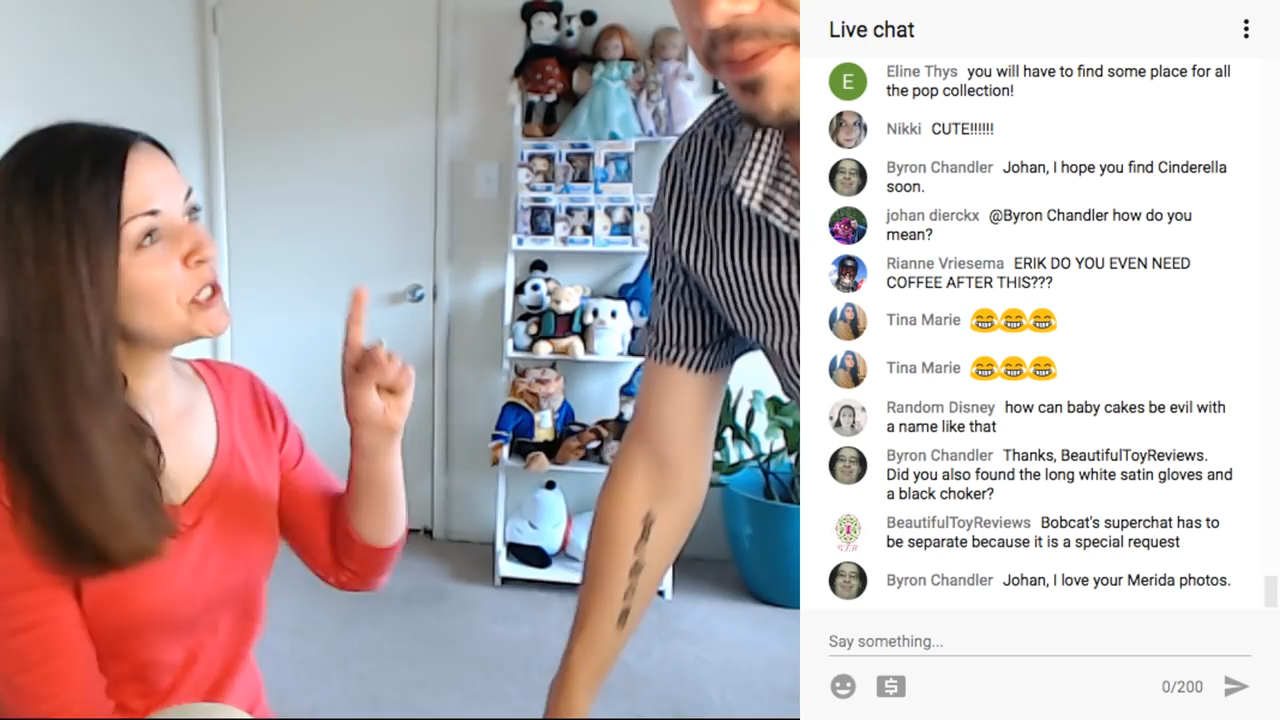 Live chat
E
Eline Thys you will have to find some place for all
the pop collection!
Nikki CUTE!!!!!!
Byron Chandler Johan, I hope you find Cinderella
soon.
johan dierckx @Byron Chandler how do you
mean?
Rianne Vriesema ERIK DO YOU EVEN NEED
COFFEE AFTER THIS???
Tina Marie 😂😂😂
Tina Marie 😂😂😂
Random Disney how can baby cakes be evil with
a name like that
Byron Chandler Thanks, BeautifulToyReviews.
Did you also found the long white satin gloves and
a black choker?
BeautifulToyReviews Bobcat's superchat has to
be separate because it is a special request
Byron Chandler Johan, I love your Merida photos.
Say something...
0/200